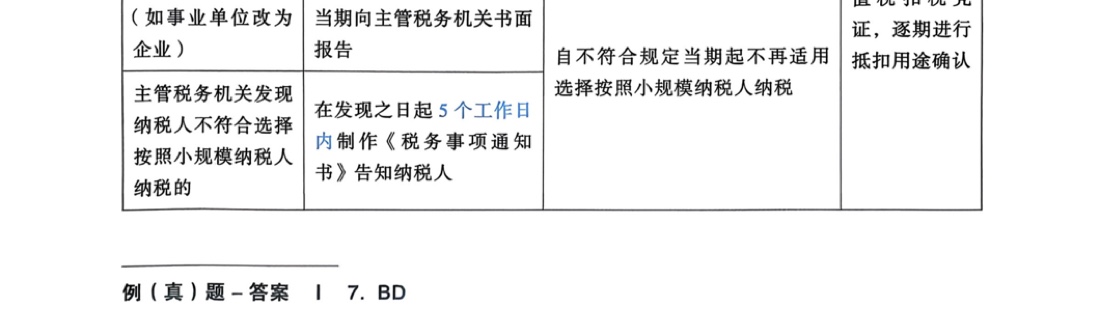 （如事业单位改为
企业）
当期向主管税务机关书面
报告
主管税务机关发现
纳税人不符合选择
按照小规模纳税人
纳税的
在发现之日起 5 个工作日
内制作《税务事项通知
书》告知纳税人
自不符合规定当期起不再适用
选择按照小规模纳税人纳税
证，逐期进行
抵扣用途确认
例（真）题 – 答案 | 7. BD